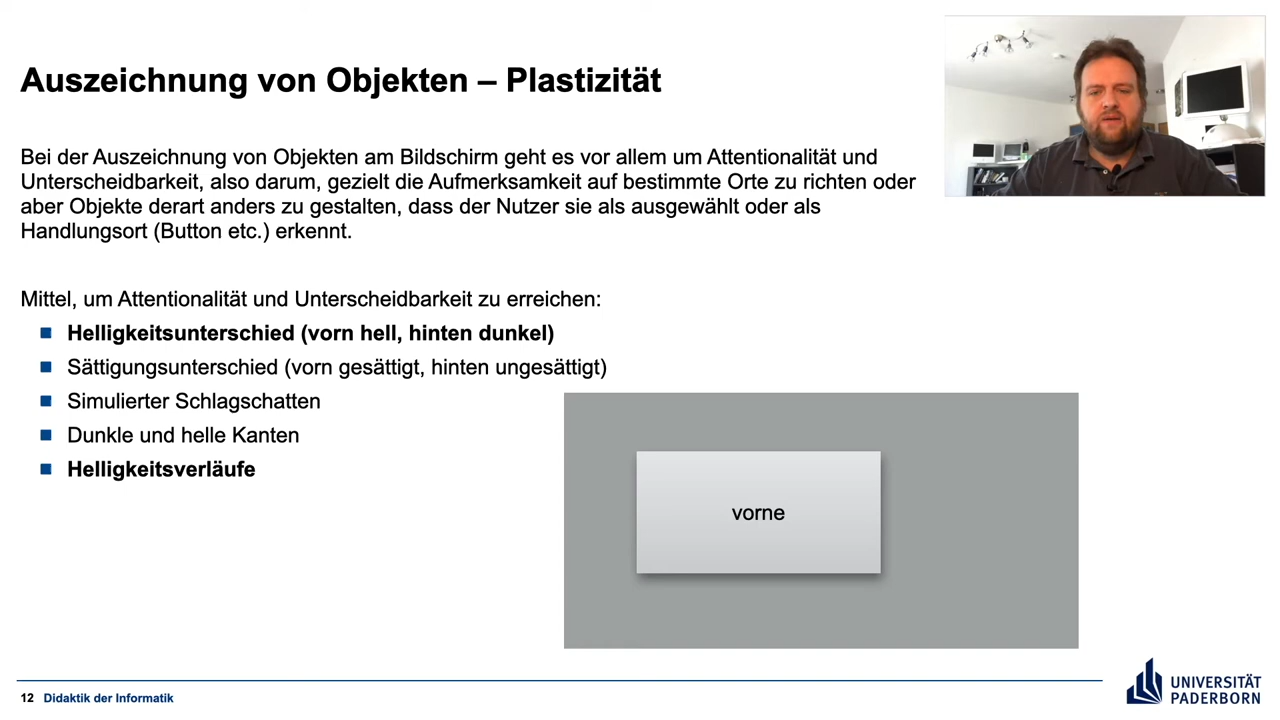 Auszeichnung von Objekten – Plastizität
Bei der Auszeichnung von Objekten am Bildschirm geht es vor allem um Attentionalität und
Unterscheidbarkeit, also darum, gezielt die Aufmerksamkeit auf bestimmte Orte zu richten oder
aber Objekte derart anders zu gestalten, dass der Nutzer sie als ausgewählt oder als
Handlungsort (Button etc.) erkennt.
Mittel, um Attentionalität und Unterscheidbarkeit zu erreichen:
Helligkeitsunterschied (vorn hell, hinten dunkel)
Sättigungsunterschied (vorn gesättigt, hinten ungesättigt)
Simulierter Schlagschatten
Dunkle und helle Kanten
Helligkeitsverläufe
vorne
12 Didaktik der Informatik
UNIVERSITÄT
PADERBORN